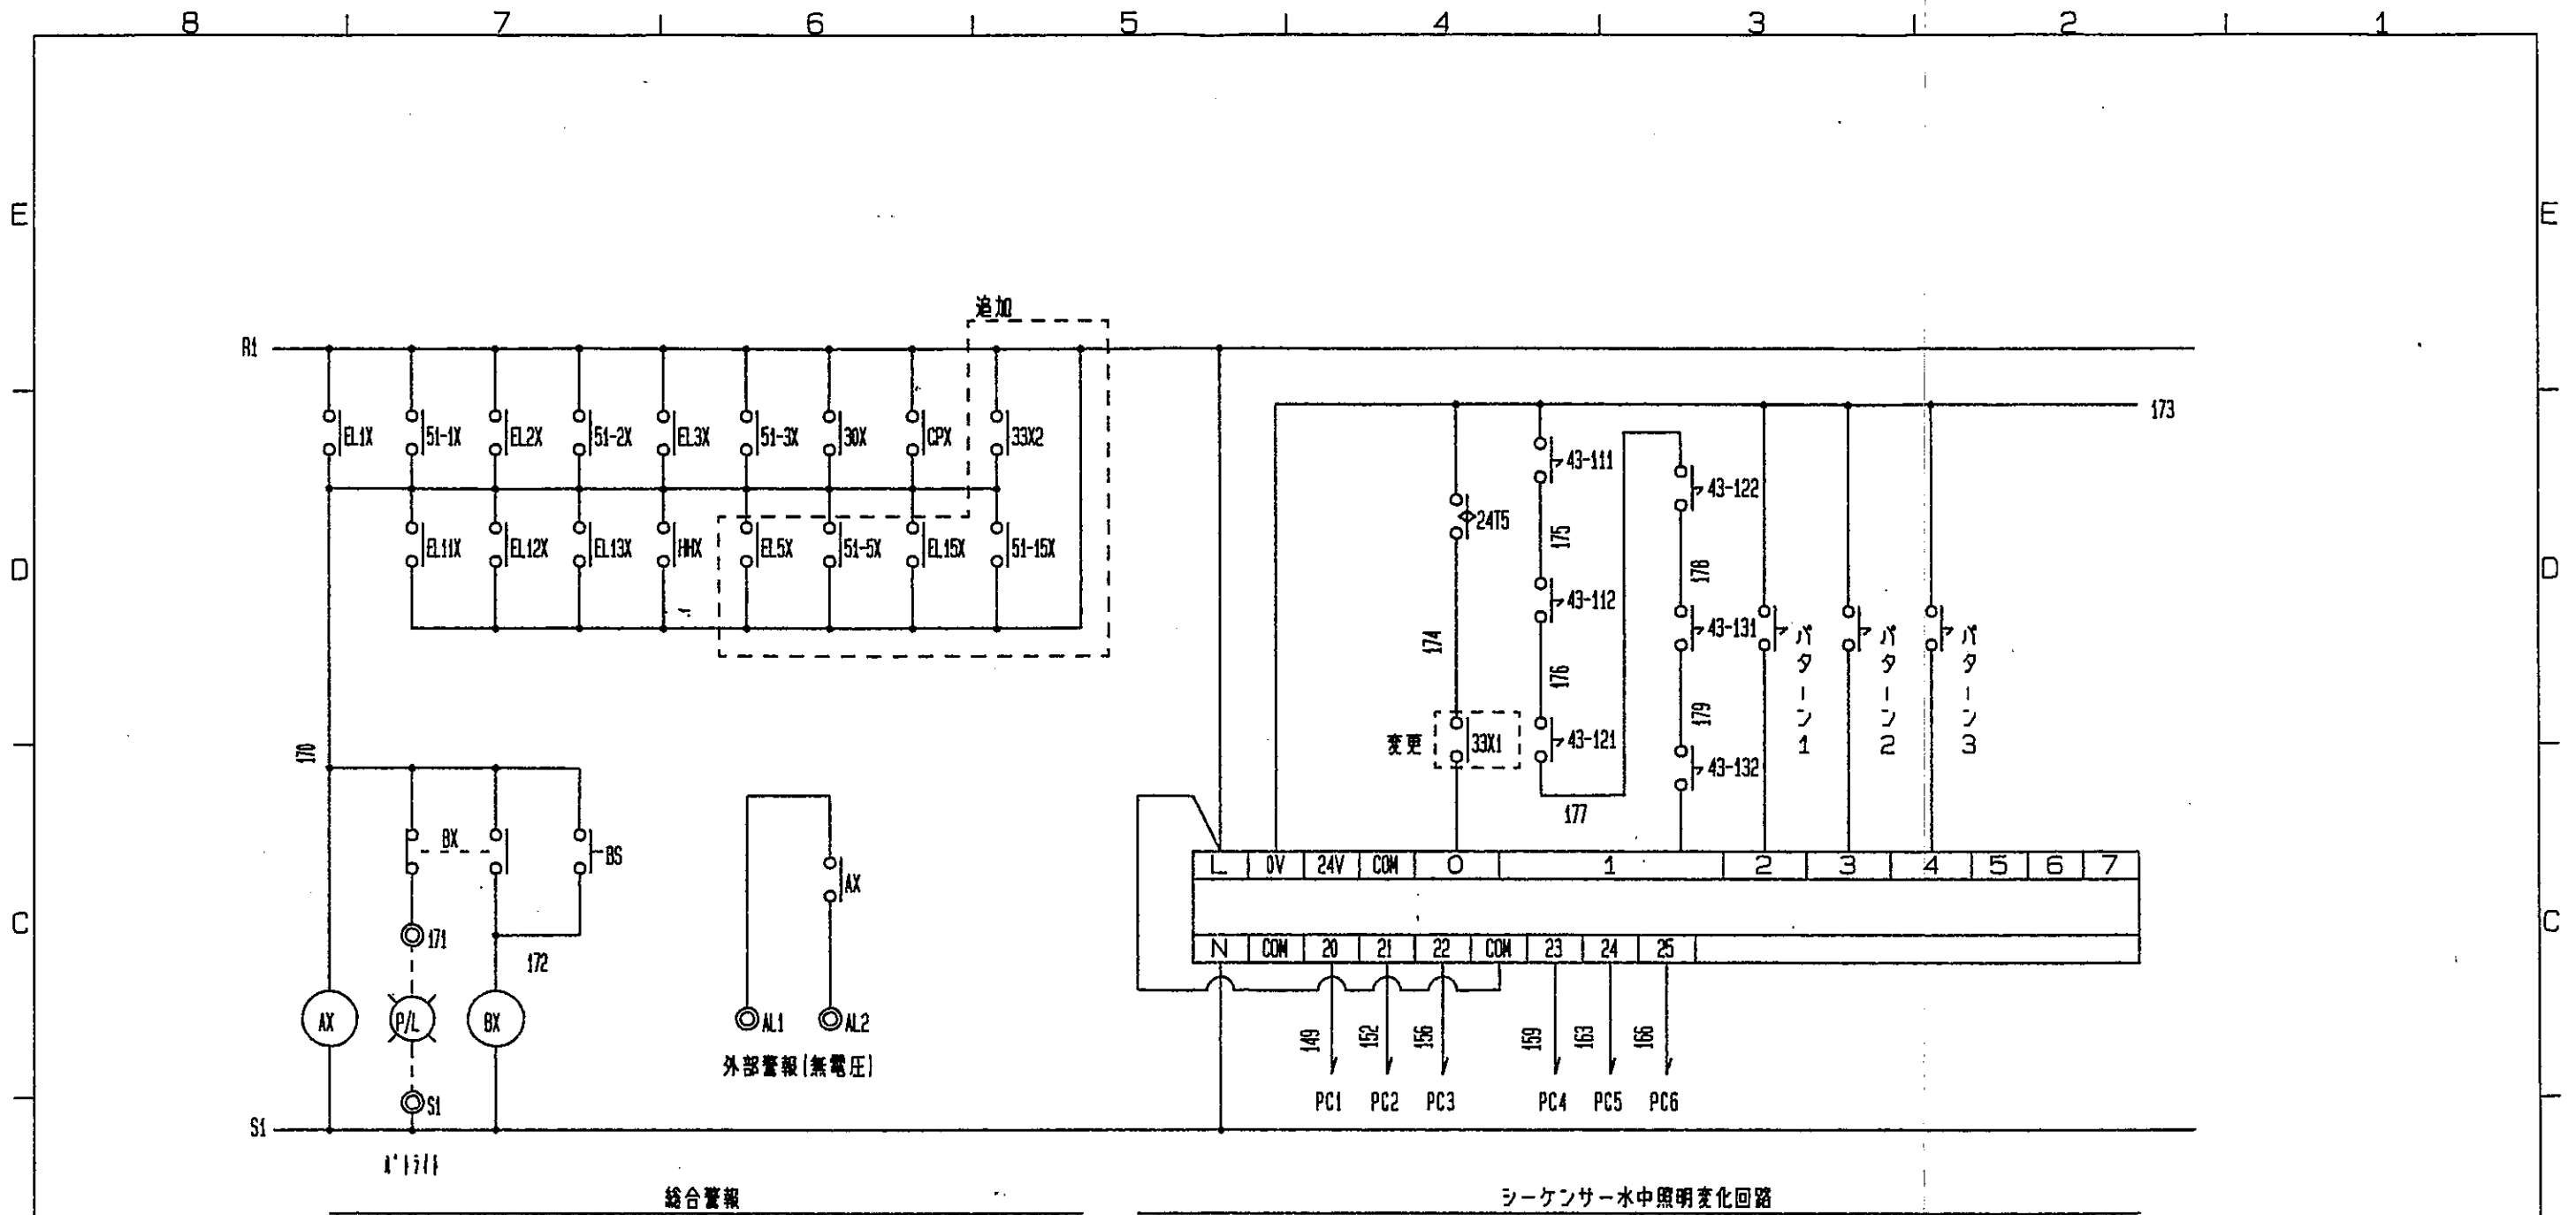 8 7 6 5 4 3 2 1
E E
追加
R1
173
EL1X 51-1X EL2X 51-2X EL3X 51-3X 30X CPX 33X2
43-111
43-122
24T5
EL11X EL12X EL13X HHX EL5X 51-5X EL15X 51-15X
175
178
D D
43-112
43-131
174
176
179
パターン1
パターン2
パターン3
変更
33X1
43-121
43-132
170
177
BX
BS
AX
L 0V 24V COM 0 1 2 3 4 5 6 7
C C
171
172
N COM 20 21 22 COM 23 24 25
AX P/L BX
AL1 AL2
149 152 156 159 163 166
外部警報(無電圧)
PC1 PC2 PC3 PC4 PC5 PC6
S1
S1
パトライト
総合警報
シーケンサー水中照明変化回路